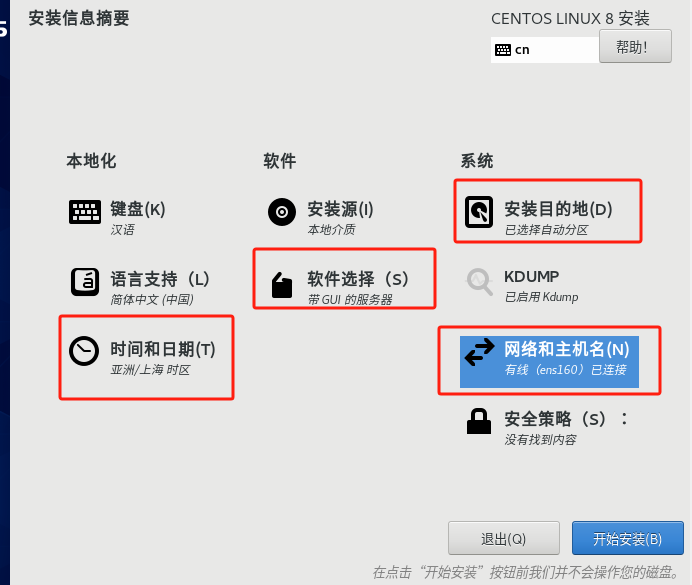 5
安装信息摘要
CENTOS LINUX 8 安装
cn
帮助!
本地化
键盘(K)
汉语
语言支持（L）
简体中文 (中国)
时间和日期(T)
亚洲/上海 时区
软件
安装源(I)
本地介质
软件选择（S）
带 GUI 的服务器
系统
安装目的地(D)
已选择自动分区
KDUMP
已启用 Kdump
网络和主机名(N)
有线（ens160）已连接
安全策略（S）：
没有找到内容
退出(Q)
开始安装(B)
在点击“开始安装”按钮前我们并不会操作您的磁盘。